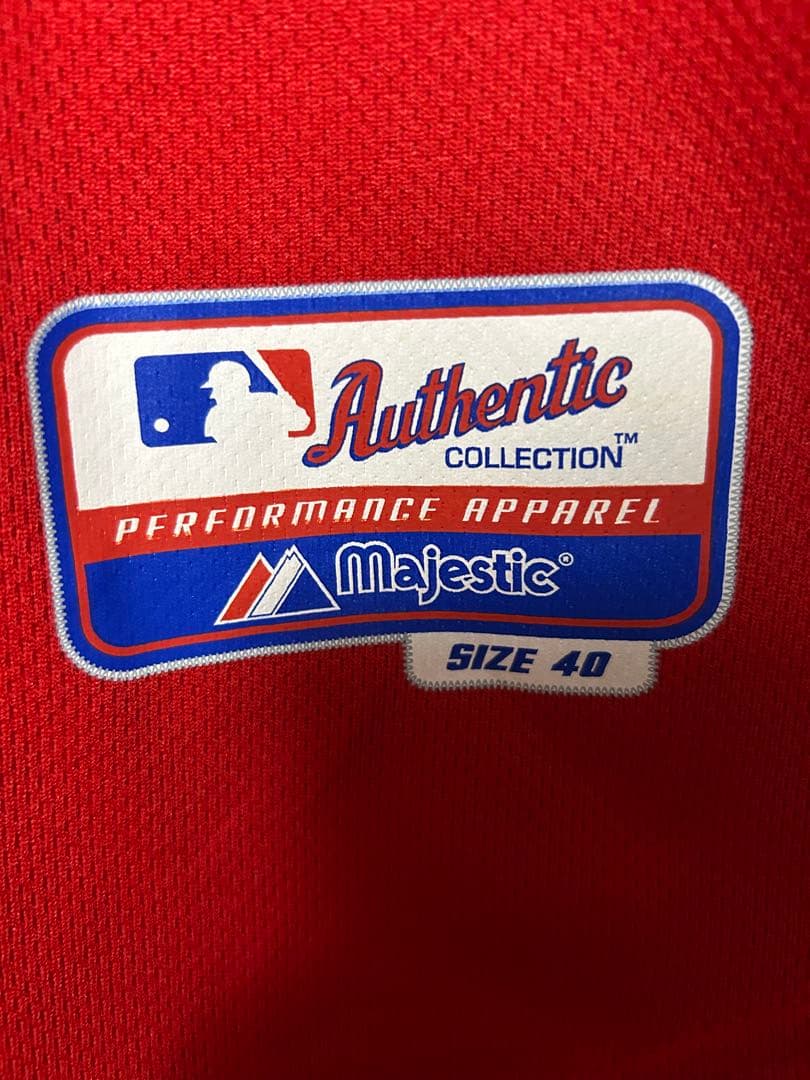 Authentic
COLLECTION™
PERFORMANCE APPAREL
Majestic®
SIZE 40